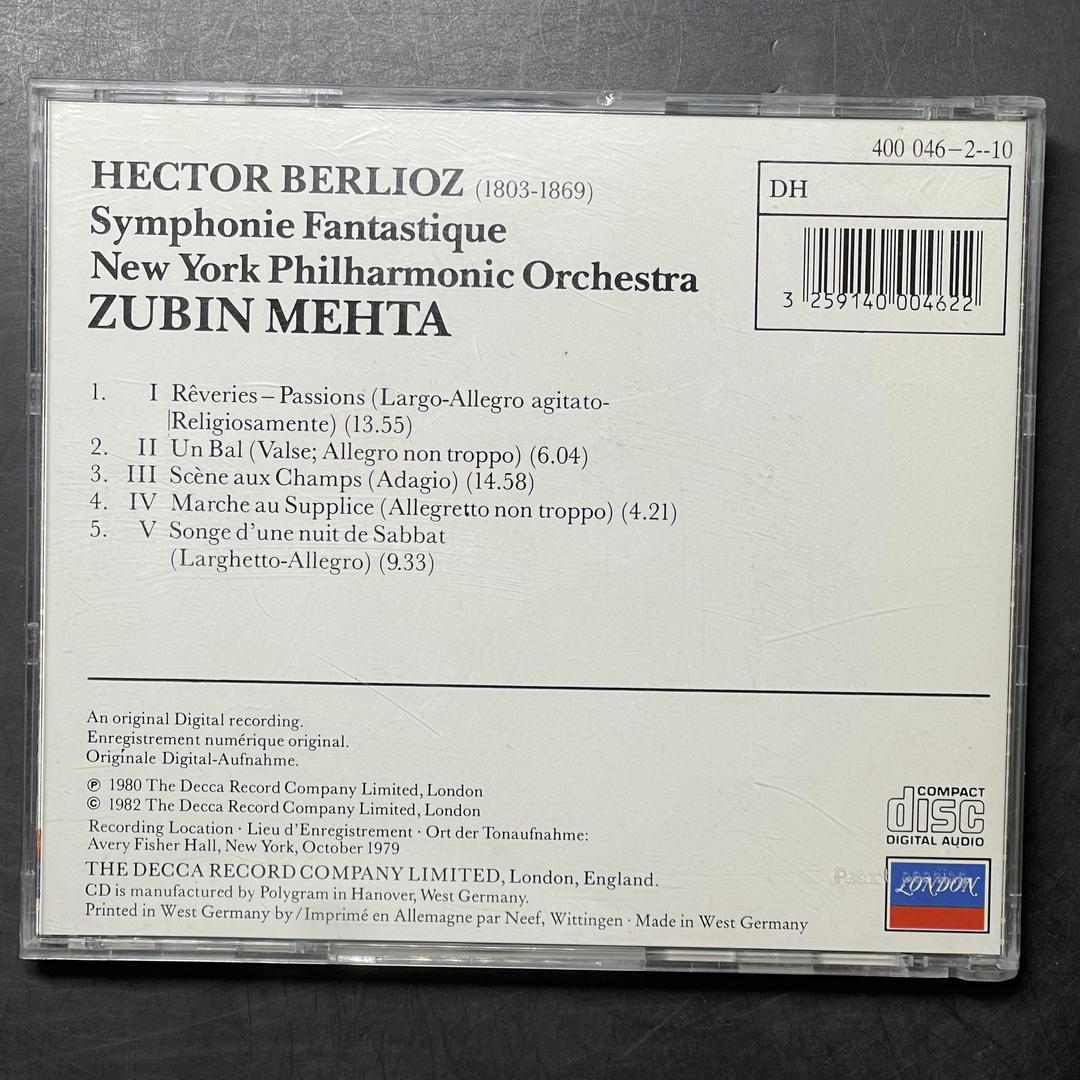 400 046-2--10
HECTOR BERLIOZ (1803-1869)
Symphonie Fantastique
New York Philharmonic Orchestra
ZUBIN MEHTA
DH
3 259140 004622
1. I Rêveries – Passions (Largo-Allegro agitato-
Religiosamente) (13.55)
2. II Un Bal (Valse; Allegro non troppo) (6.04)
3. III Scène aux Champs (Adagio) (14.58)
4. IV Marche au Supplice (Allegretto non troppo) (4.21)
5. V Songe d'une nuit de Sabbat
(Larghetto-Allegro) (9.33)
An original Digital recording.
Enregistrement numérique original.
Originale Digital-Aufnahme.
℗ 1980 The Decca Record Company Limited, London
© 1982 The Decca Record Company Limited, London
Recording Location · Lieu d'Enregistrement · Ort der Tonaufnahme:
Avery Fisher Hall, New York, October 1979
THE DECCA RECORD COMPANY LIMITED, London, England.
CD is manufactured by Polygram in Hanover, West Germany.
Printed in West Germany by/Imprimé en Allemagne par Neef, Wittingen · Made in West Germany
COMPACT
disc
DIGITAL AUDIO
LONDON